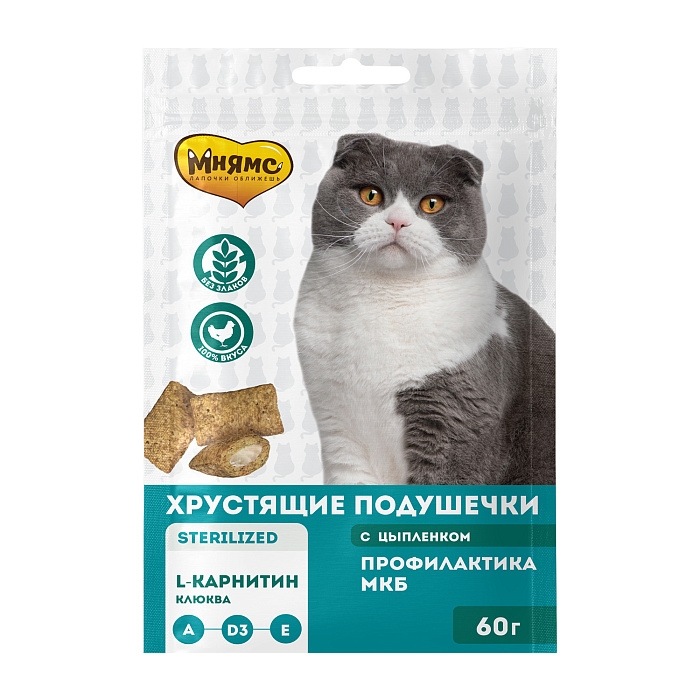 Мнямс
ЛАПОЧКИ ОБЛИЖЕШЬ
БЕЗ ЗЛАКОВ
100% ВКУСА
ХРУСТЯЩИЕ ПОДУШЕЧКИ
STERILIZED
С ЦЫПЛЕНКОМ
L-КАРНИТИН
КЛЮКВА
ПРОФИЛАКТИКА
МКБ
A D3 E
60г